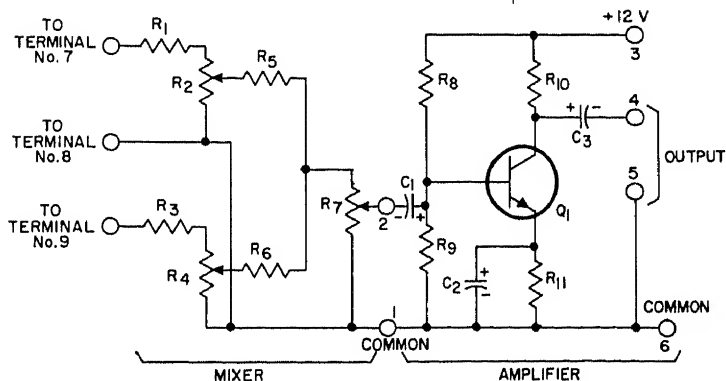 TO
TERMINAL
No. 7
R1
R2
R5
TO
TERMINAL
No. 8
TO
TERMINAL
No. 9
R3
R4
R6
R7
2
C1
- +
1
COMMON
MIXER
+12 V
3
R8
R10
+ -
C3
4
5
OUTPUT
Q1
R9
C2
+
-
R11
COMMON
6
AMPLIFIER